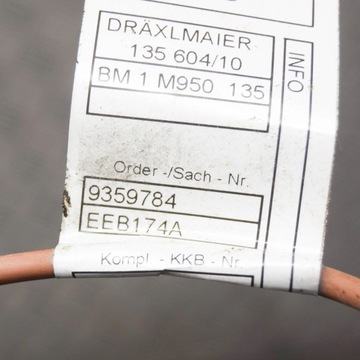 DRÄXLMAIER
135 604/10
BM 1 M950 135
INFO
Order -/Sach - Nr.
9359784
EEB174A
Kompl. - KKB - Nr.